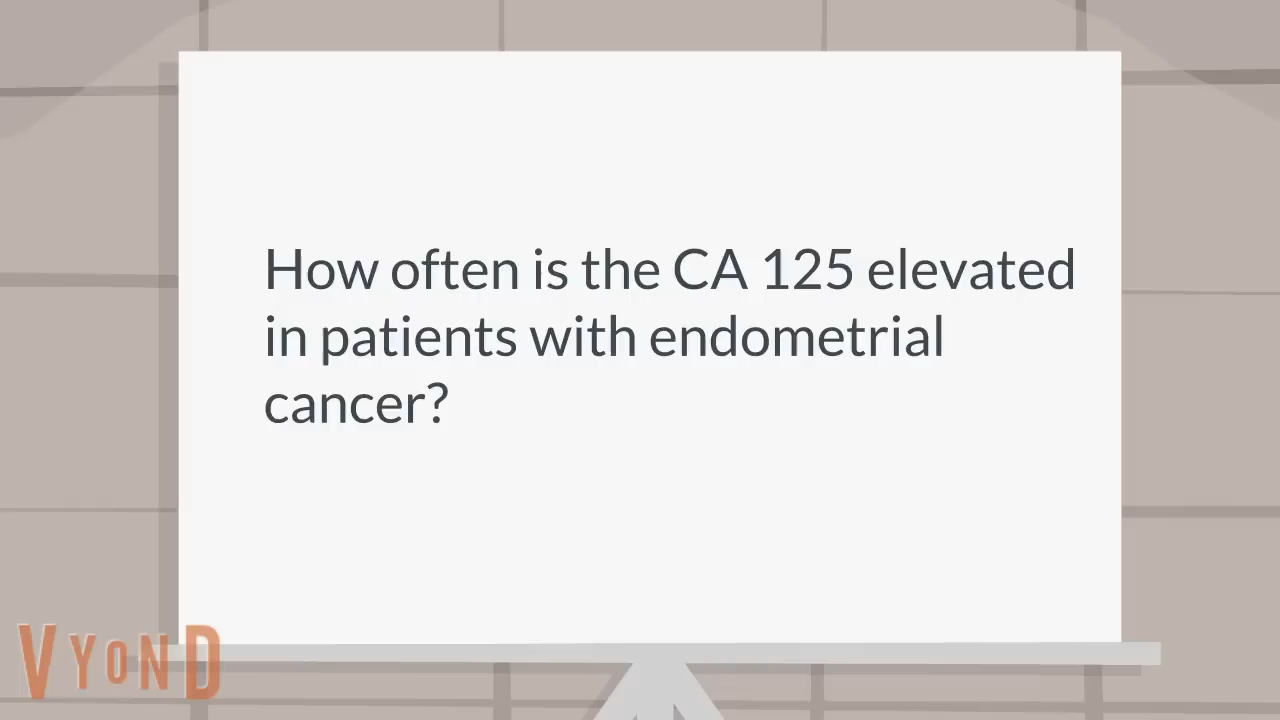 How often is the CA 125 elevated
in patients with endometrial
cancer?
VYOND